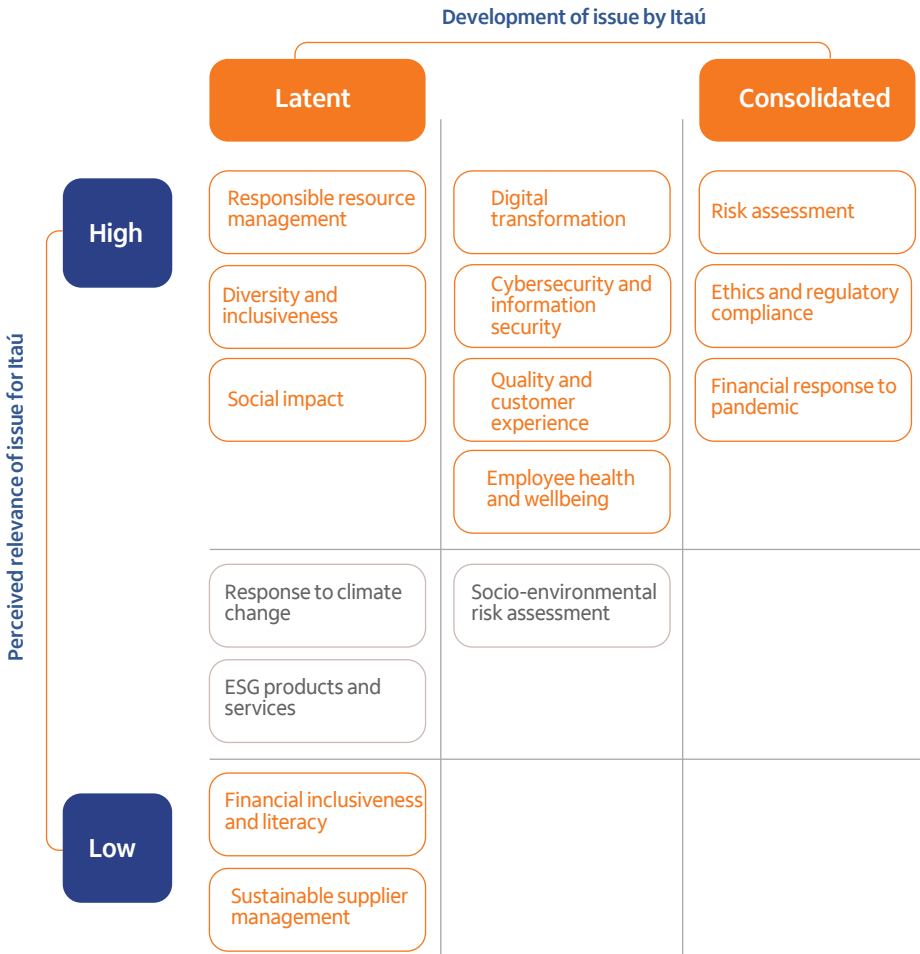 Development of issue by Itaú
Latent
Consolidated
Perceived relevance of issue for Itaú
High
Responsible resource
management
Digital
transformation
Risk assessment
Diversity and
inclusiveness
Cybersecurity and
information
security
Ethics and regulatory
compliance
Social impact
Quality and
customer
experience
Financial response to
pandemic
Employee health
and wellbeing
Response to climate
change
Socio-environmental
risk assessment
ESG products and
services
Low
Financial inclusiveness
and literacy
Sustainable supplier
management